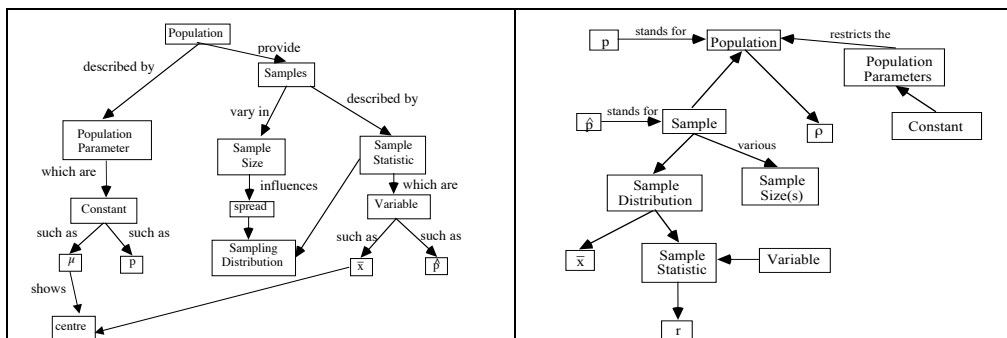 Population
provide
described by
Samples
vary in
described by
Population
Parameter
Sample
Size
Sample
Statistic
which are
influences
which are
Constant
spread
Variable
such as
such as
Sampling
Distribution
such as
such as
μ
p
x̄
p̂
shows
centre
p
stands for
Population
restricts the
Population
Parameters
p̂
stands for
Sample
ρ
Constant
various
Sample
Distribution
Sample
Size(s)
x̄
Sample
Statistic
Variable
r